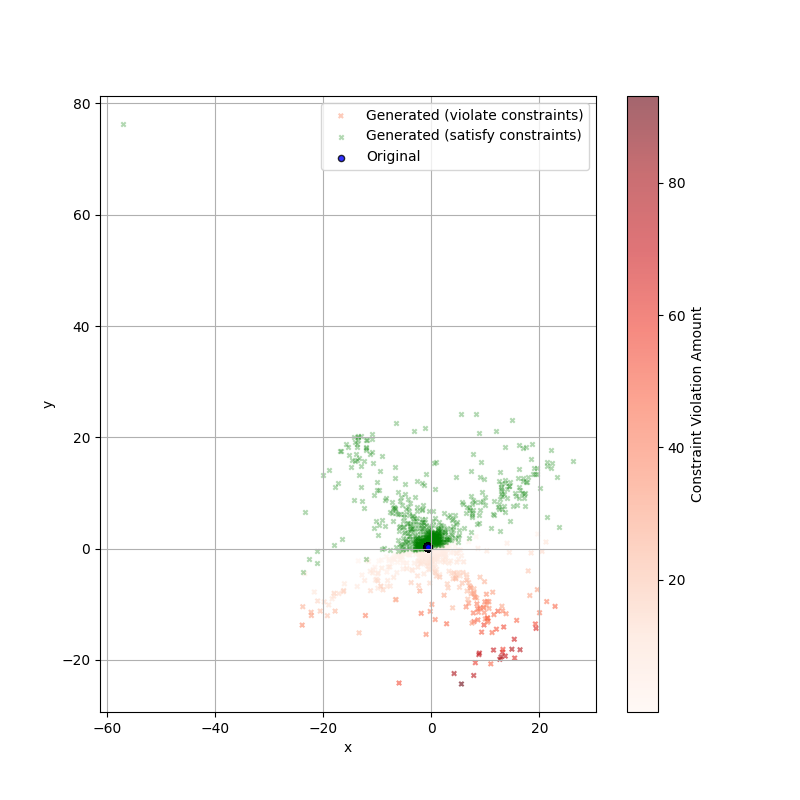 Generated (violate constraints)
Generated (satisfy constraints)
Original
80
60
40
20
0
−20
−60
−40
−20
0
20
x
y
80
60
40
20
Constraint Violation Amount